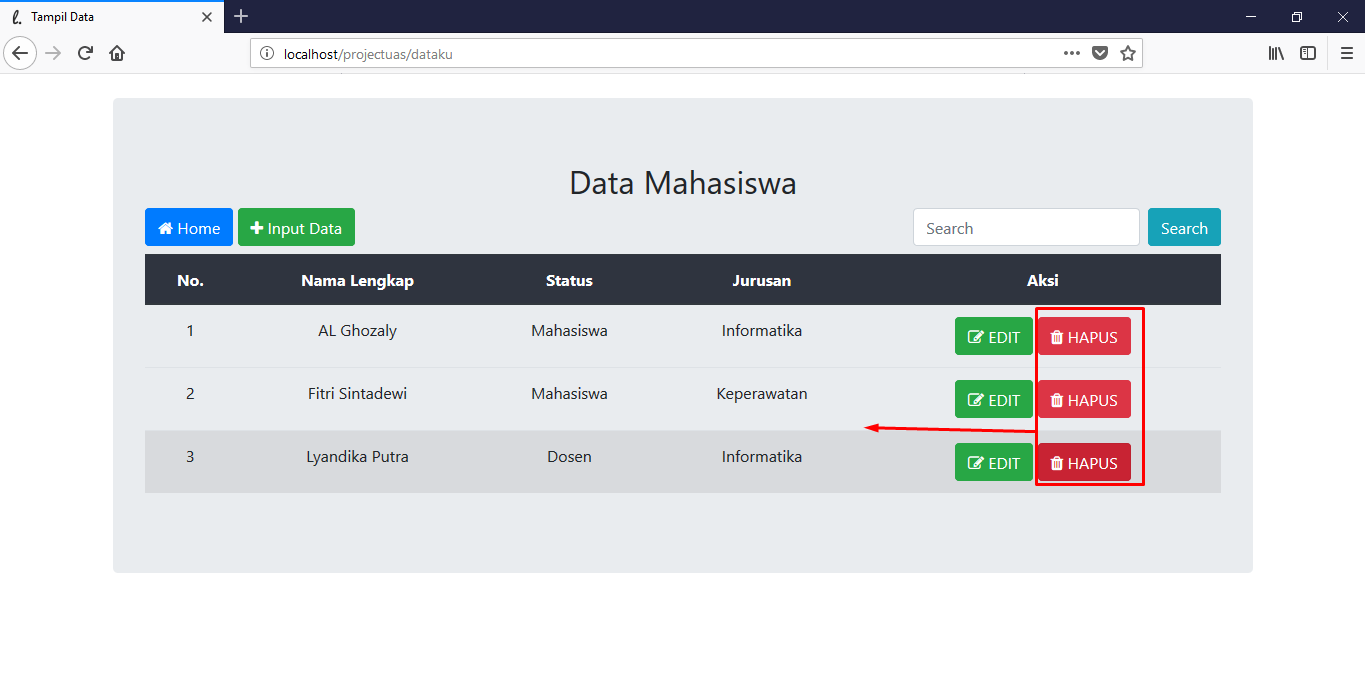 Tampil Data
localhost/projectuas/dataku
Data Mahasiswa
Home Input Data Search Search
No. Nama Lengkap Status Jurusan Aksi
1 AL Ghozaly Mahasiswa Informatika EDIT HAPUS
2 Fitri Sintadewi Mahasiswa Keperawatan EDIT HAPUS
3 Lyandika Putra Dosen Informatika EDIT HAPUS